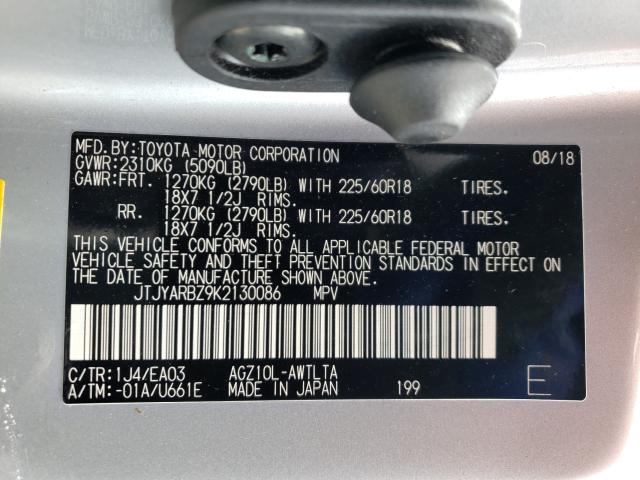 MFD. BY: TOYOTA MOTOR CORPORATION 08/18
GVWR: 2310KG (5090LB)
GAWR: FRT. 1270KG (2790LB) WITH 225/60R18 TIRES.
18X7 1/2J RIMS.
RR. 1270KG (2790LB) WITH 225/60R18 TIRES.
18X7 1/2J RIMS.
THIS VEHICLE CONFORMS TO ALL APPLICABLE FEDERAL MOTOR
VEHICLE SAFETY AND THEFT PREVENTION STANDARDS IN EFFECT ON
THE DATE OF MANUFACTURE SHOWN ABOVE.
JTJYARBZ9K2130086 MPV
C/TR: 1J4/EA03 AGZ10L-AWTLTA
A/TM: -01A/U661E MADE IN JAPAN 199 E